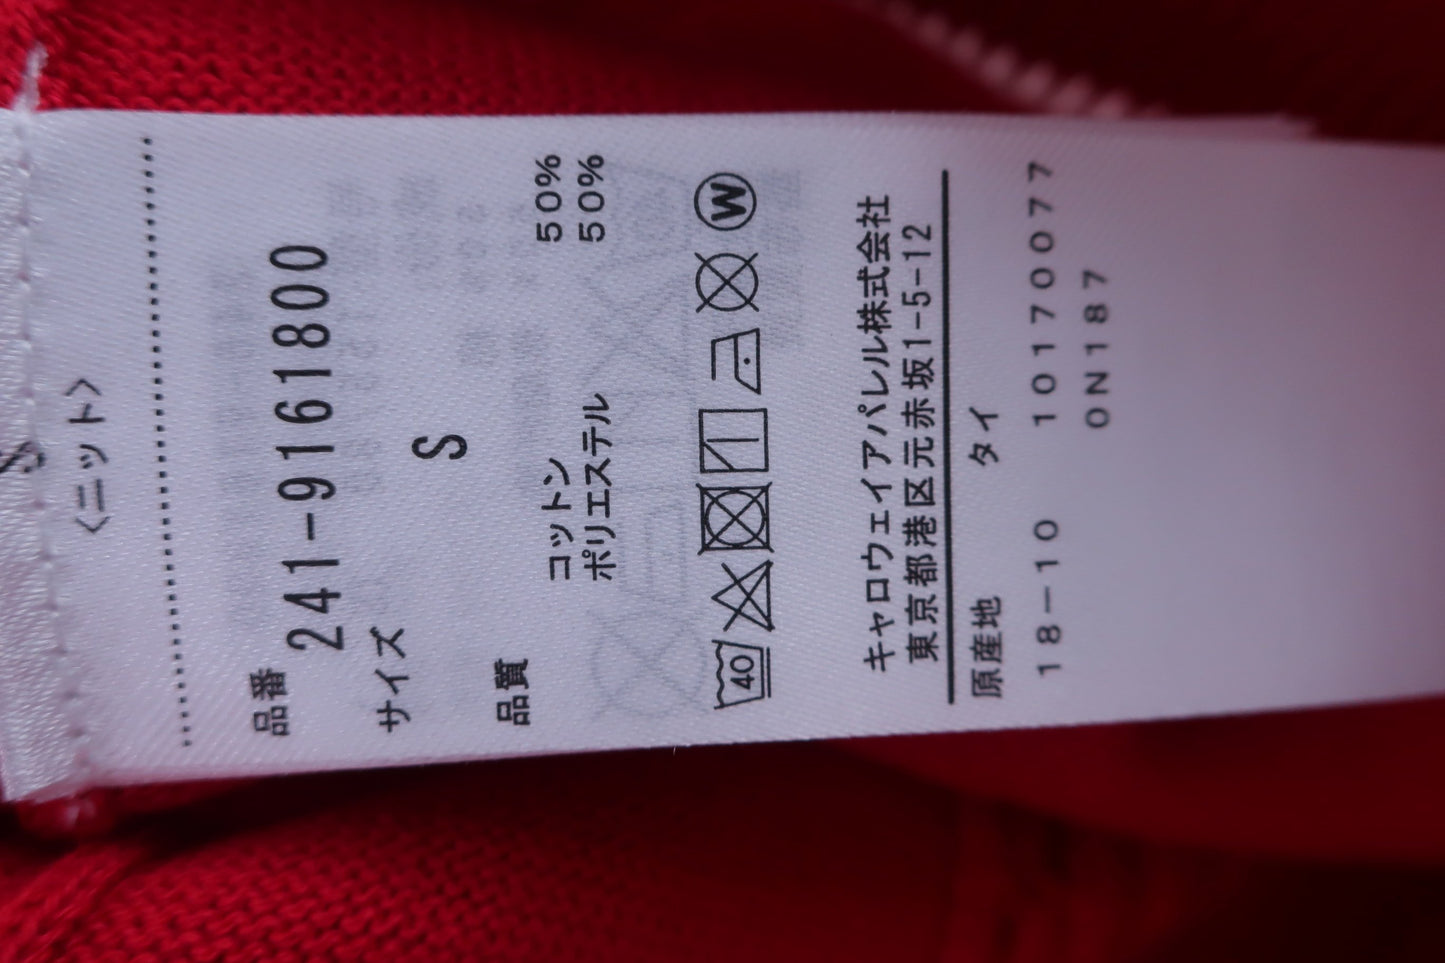 S
<ニット>
品番
241-9161800
サイズ
S
品質
コットン 50%
ポリエステル 50%
40
W
キャロウェイアパレル株式会社
東京都港区元赤坂1-5-12
原産地 タイ
18-10 1017077
0N187